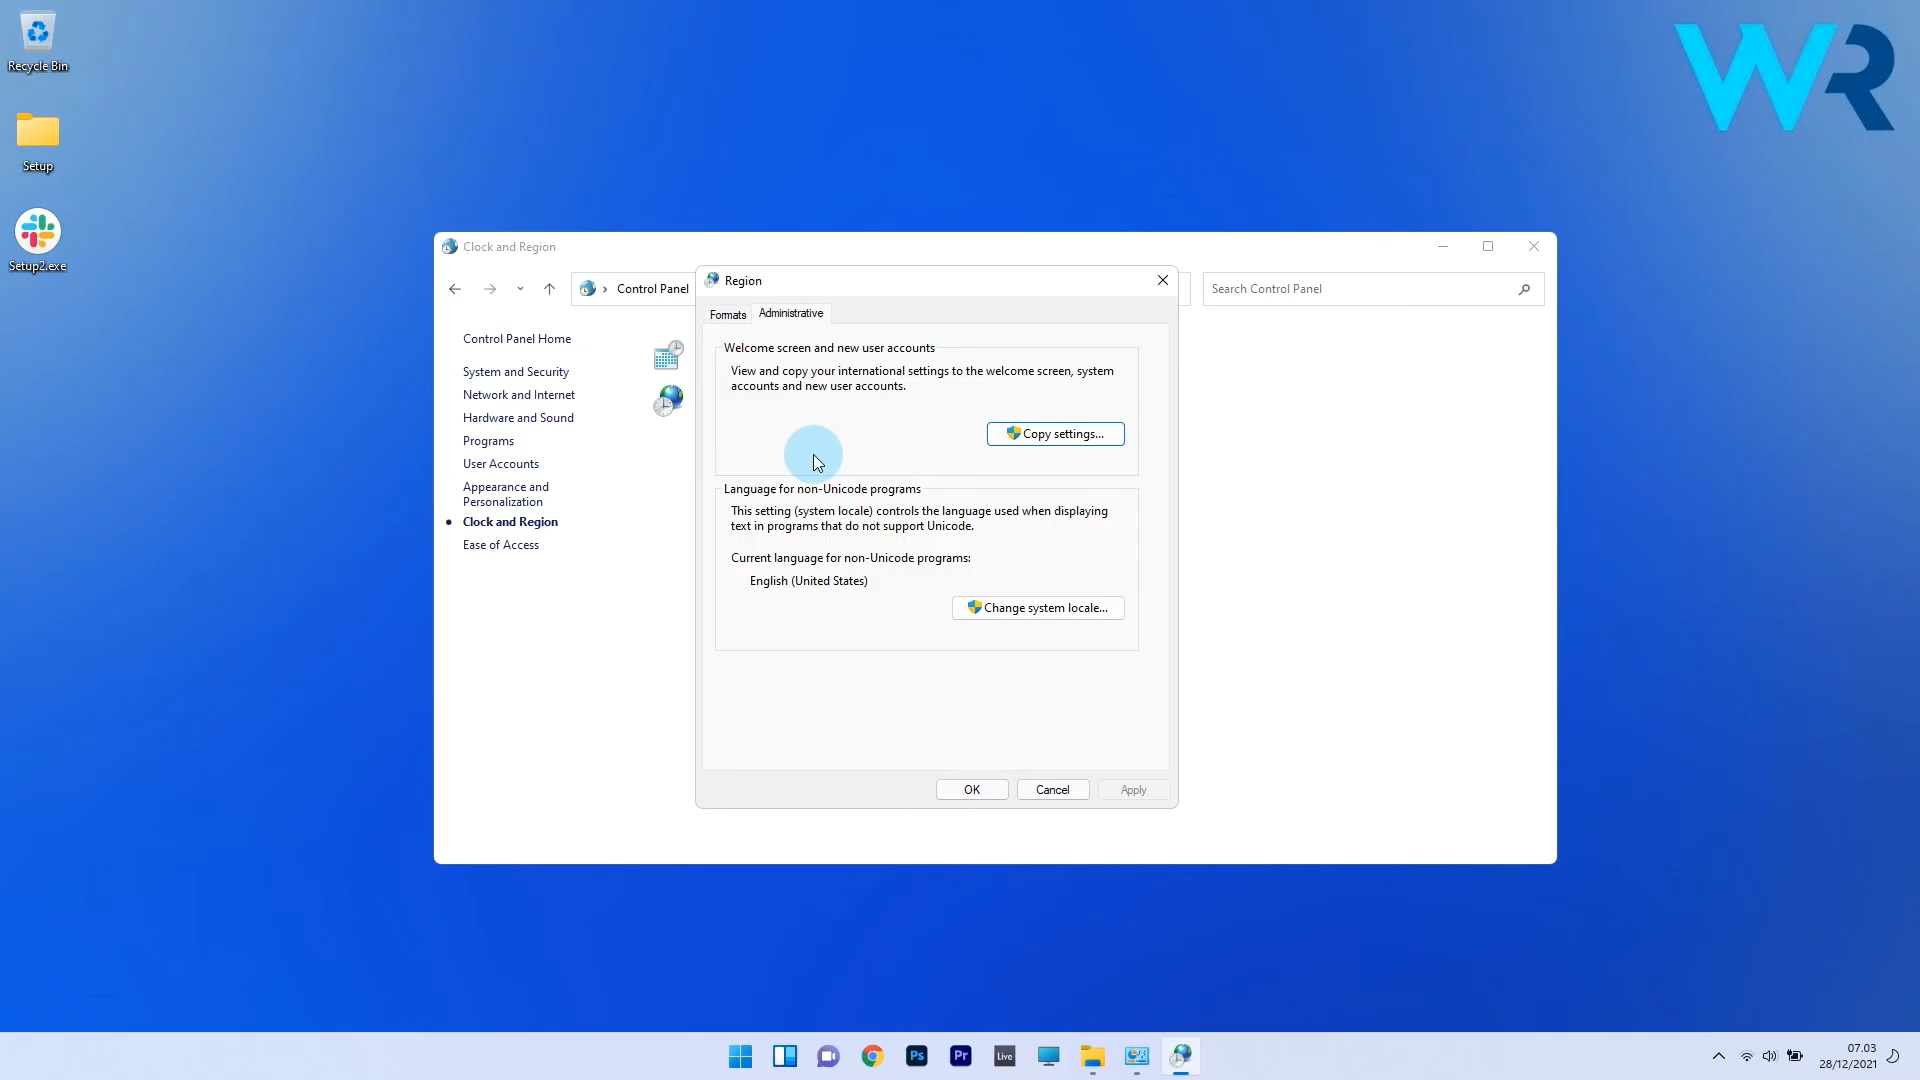 Recycle Bin
Setup
Setup2.exe
WR
Clock and Region
Control Panel
Search Control Panel
Control Panel Home
System and Security
Network and Internet
Hardware and Sound
Programs
User Accounts
Appearance and
Personalization
Clock and Region
Ease of Access
Region
Formats
Administrative
Welcome screen and new user accounts
View and copy your international settings to the welcome screen, system
accounts and new user accounts.
Copy settings...
Language for non-Unicode programs
This setting (system locale) controls the language used when displaying
text in programs that do not support Unicode.
Current language for non-Unicode programs:
English (United States)
Change system locale...
OK
Cancel
Apply
Ps
Pr
Live
07.03
28/12/2021